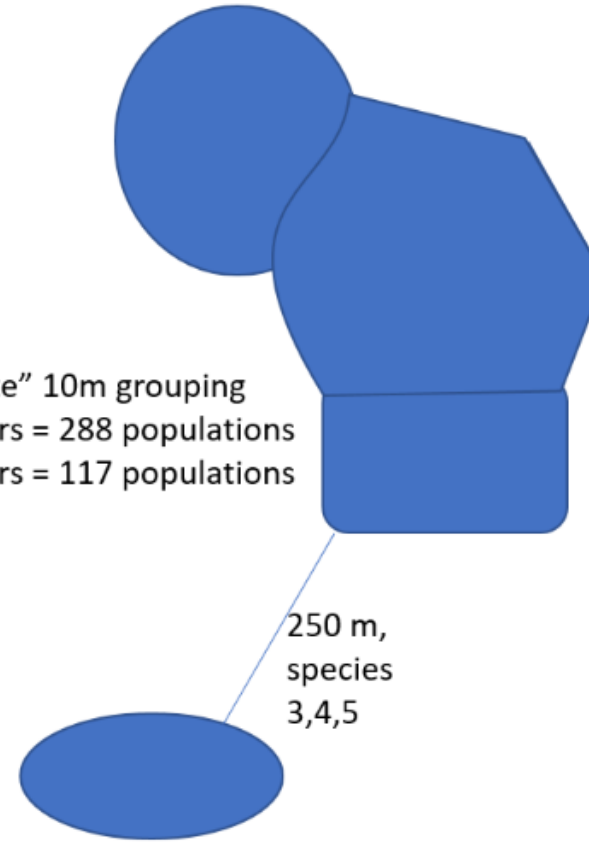 e” 10m grouping
rs = 288 populations
rs = 117 populations
250 m,
species
3,4,5